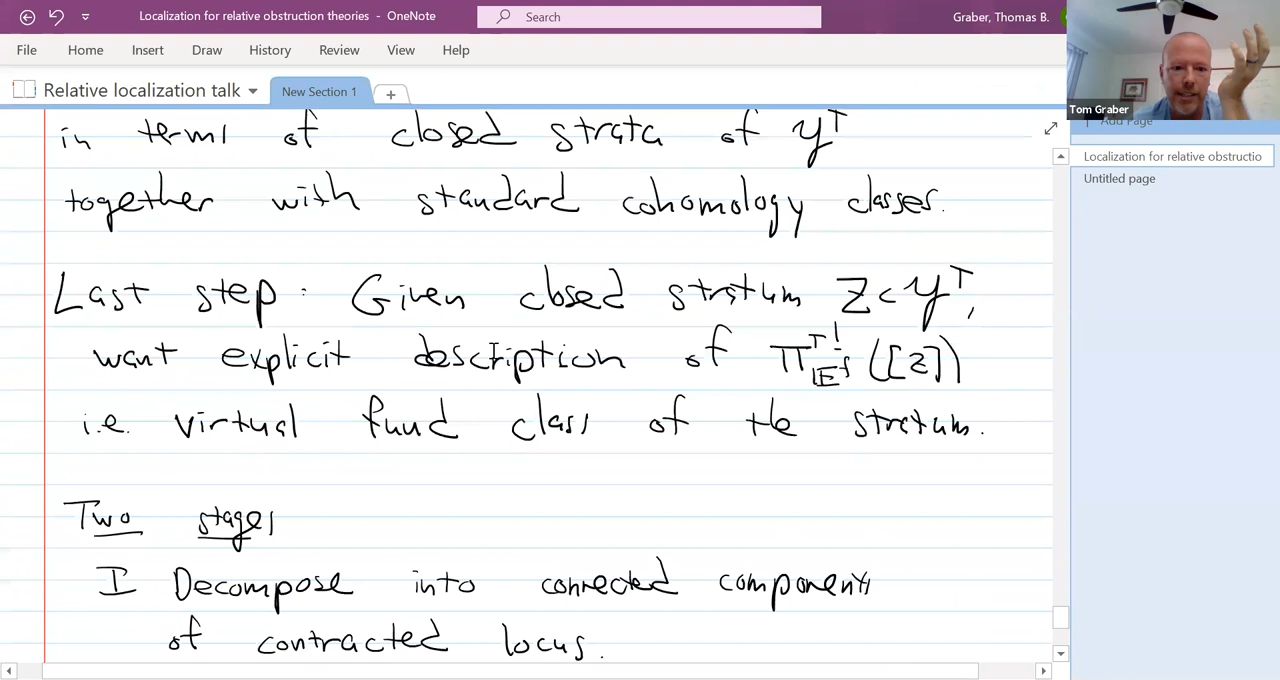 Localization for relative obstruction theories - OneNote
Search
Graber, Thomas B.
File Home Insert Draw History Review View Help
Relative localization talk
New Section 1
Tom Graber
Add Page
Localization for relative obstructio
Untitled page
in terms of closed strata of Y^T
together with standard cohomology classes.
Last step: Given closed stratum Z ⊂ Y^T,
want explicit description of π^{T!}_{𝔼^f}([Z])
i.e. virtual fund class of the stratum.
Two stages
I Decompose into connected components
of contracted locus.